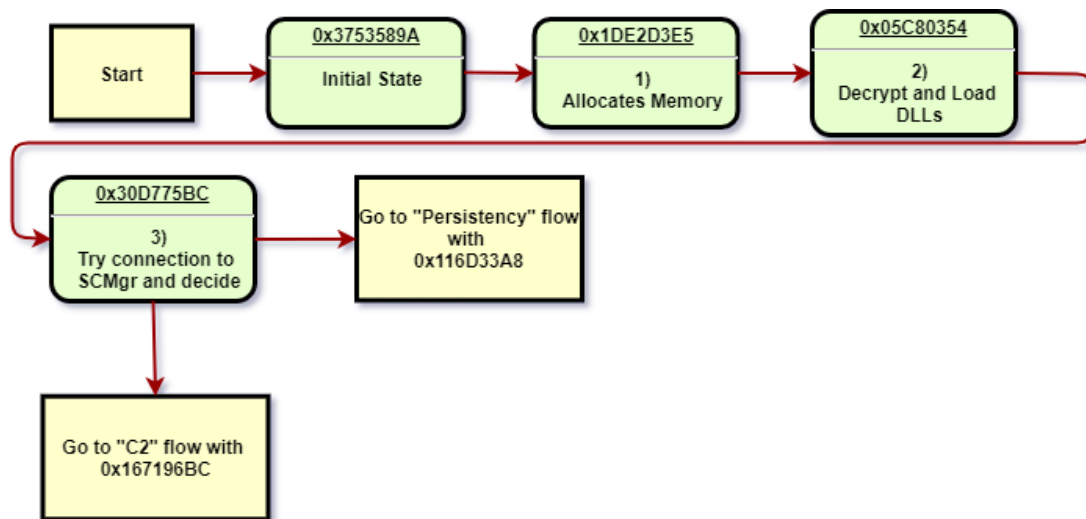 Start
0x3753589A
Initial State
0x1DE2D3E5
1)
Allocates Memory
0x05C80354
2)
Decrypt and Load
DLLs
0x30D775BC
3)
Try connection to
SCMgr and decide
Go to "Persistency" flow
with
0x116D33A8
Go to "C2" flow with
0x167196BC